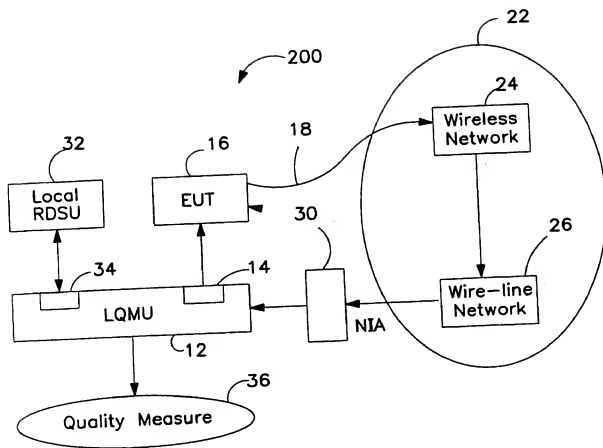 22
200
24
Wireless
Network
32
16
18
Local
RDSU
EUT
30
26
34
14
Wire-line
Network
LQMU
NIA
12
36
Quality Measure